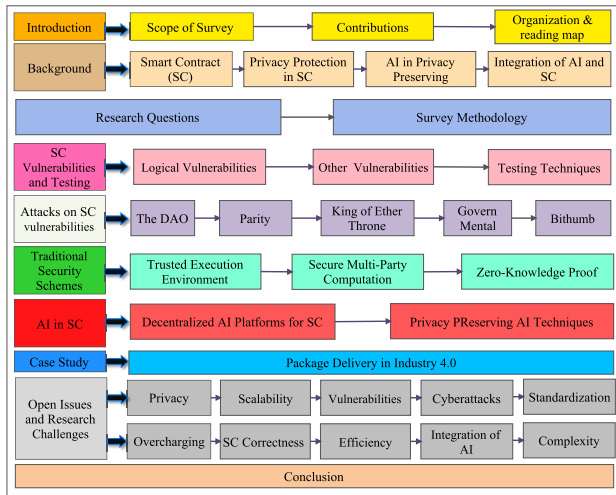 Introduction
Scope of Survey
Contributions
Organization &
reading map
Background
Smart Contract
(SC)
Privacy Protection
in SC
AI in Privacy
Preserving
Integration of AI and
SC
Research Questions
Survey Methodology
SC
Vulnerabilities
and Testing
Logical Vulnerabilities
Other Vulnerabilities
Testing Techniques
Attacks on SC
vulnerabilities
The DAO
Parity
King of Ether
Throne
Govern
Mental
Bithumb
Traditional
Security
Schemes
Trusted Execution
Environment
Secure Multi-Party
Computation
Zero-Knowledge Proof
AI in SC
Decentralized AI Platforms for SC
Privacy PReserving AI Techniques
Case Study
Package Delivery in Industry 4.0
Open Issues
and Research
Challenges
Privacy
Scalability
Vulnerabilities
Cyberattacks
Standardization
Overcharging
SC Correctness
Efficiency
Integration of
AI
Complexity
Conclusion